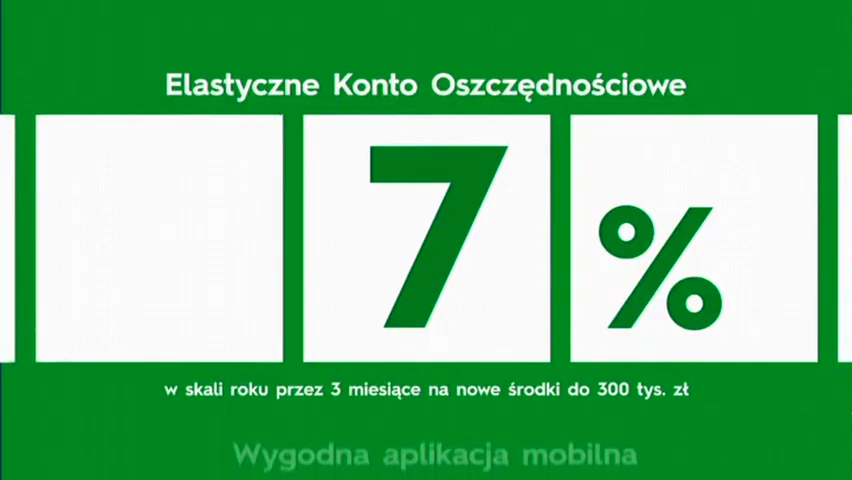 Elastyczne Konto Oszczędnościowe
7 %
w skali roku przez 3 miesiące na nowe środki do 300 tys. zł
Wygodna aplikacja mobilna